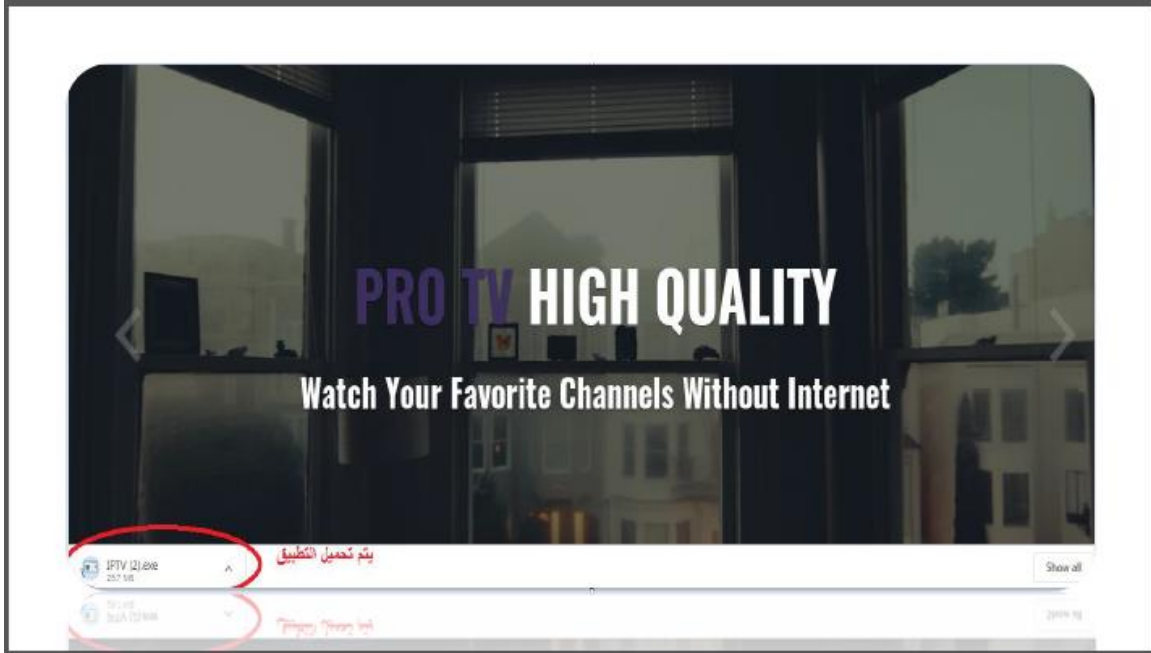 PRO TV HIGH QUALITY
Watch Your Favorite Channels Without Internet
يتم تحميل التطبيق
IPTV (2).exe
Show all